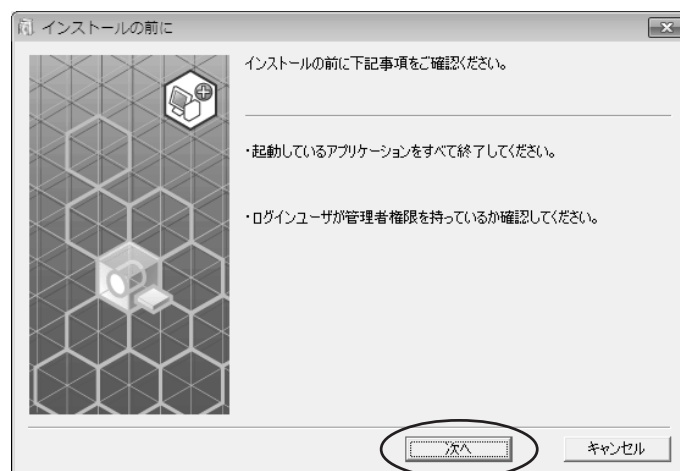 インストールの前に
インストールの前に下記事項をご確認ください。
・起動しているアプリケーションをすべて終了してください。
・ログインユーザが管理者権限を持っているか確認してください。
次へ
キャンセル